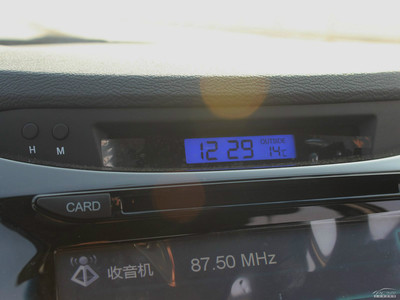 OUTSIDE
H M 12 29 14°C
CARD
收音机 87.50 MHz